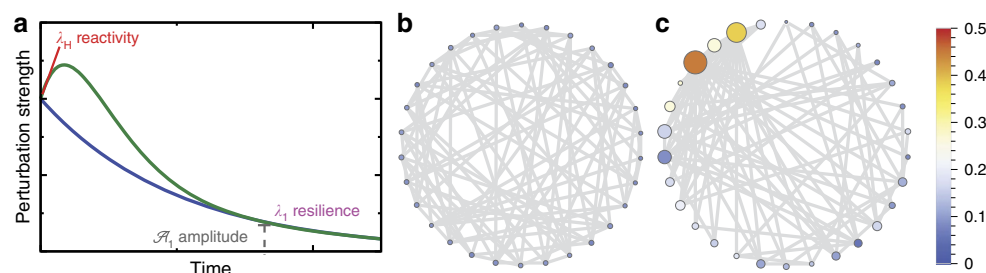 a
λH reactivity
Perturbation strength
λ1 resilience
𝒜1 amplitude
Time
b
c
0.5
0.4
0.3
0.2
0.1
0